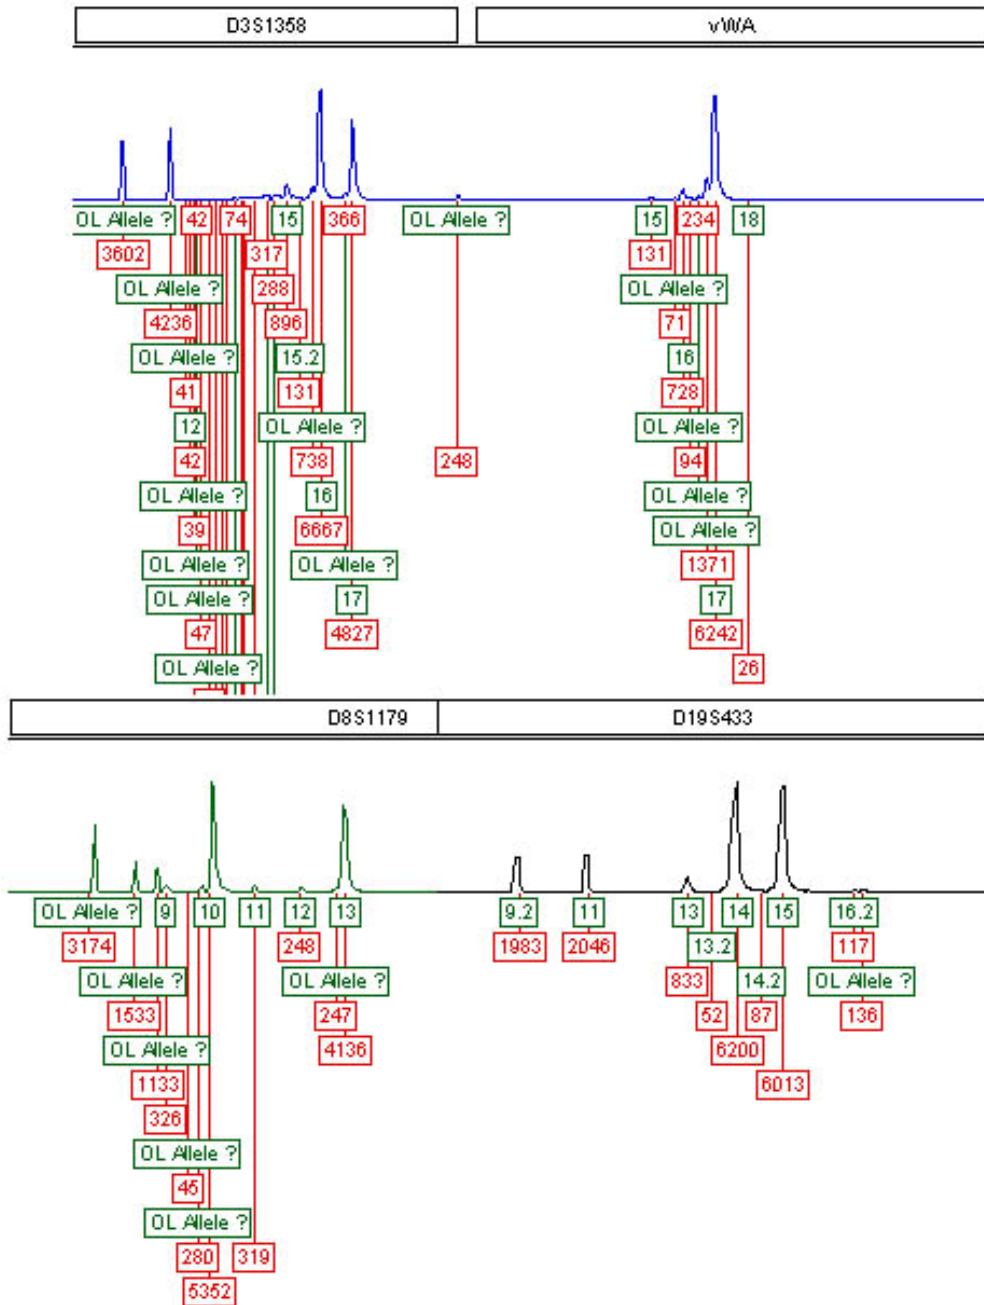 D3S1358 vWA
OL Allele ? 42 74 15 366 OL Allele ? 15 234 18
3602 317 131
OL Allele ? 288 OL Allele ?
4236 896 71
OL Allele ? 15.2 16
41 131 728
12 OL Allele ? OL Allele ?
42 738 248 94
OL Allele ? 16 OL Allele ?
39 6667 OL Allele ?
OL Allele ? OL Allele ? 1371
OL Allele ? 17 17
47 4827 6242
OL Allele ? 26
D8S1179 D19S433
OL Allele ? 9 10 11 12 13 9.2 11 13 14 15 16.2
3174 248 1983 2046 13.2 117
OL Allele ? OL Allele ? 833 14.2 OL Allele ?
1533 247 52 87 136
OL Allele ? 4136 6200
1133 6013
326
OL Allele ?
45
OL Allele ?
280 319
5352